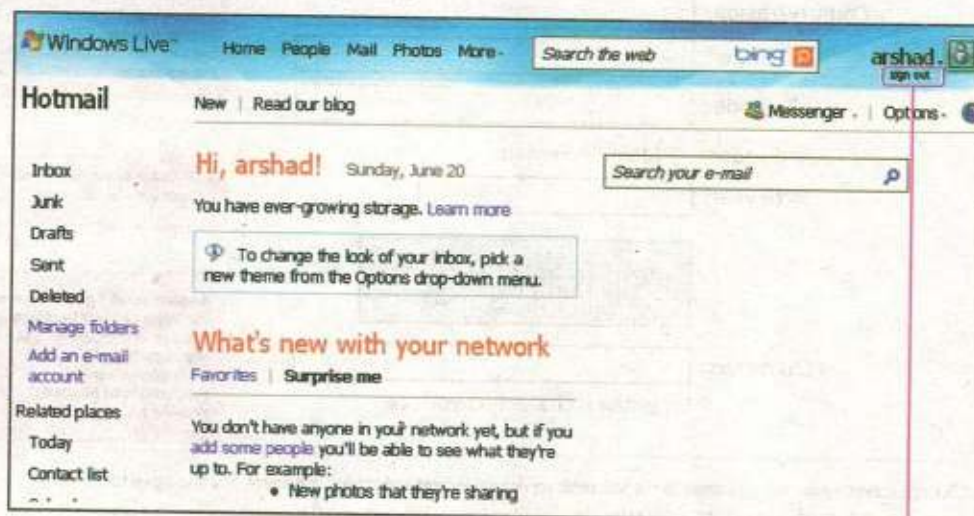 Windows Live™ Home People Mail Photos More Search the web bing arshad
sign out
Hotmail New | Read our blog Messenger | Options
Inbox
Junk
Drafts
Sent
Deleted
Manage folders
Add an e-mail
account
Related places
Today
Contact list
Hi, arshad! Sunday, June 20
Search your e-mail
You have ever-growing storage. Learn more
To change the look of your inbox, pick a
new theme from the Options drop-down menu.
What's new with your network
Favorites | Surprise me
You don't have anyone in your network yet, but if you
add some people you'll be able to see what they're
up to. For example:
• New photos that they're sharing